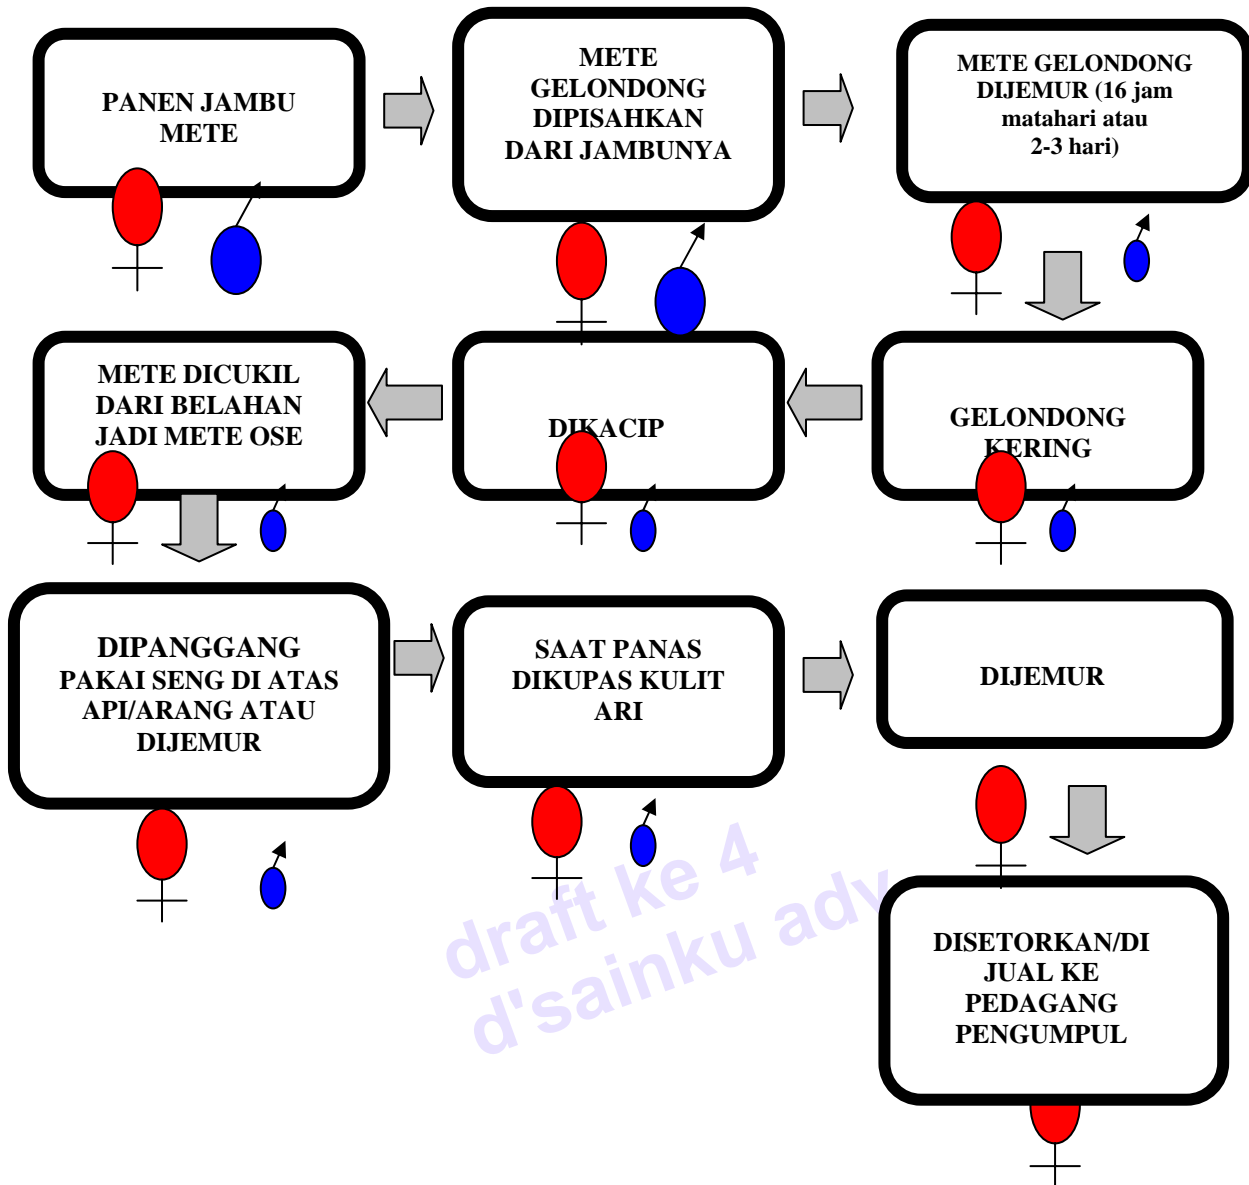 PANEN JAMBU
METE
METE
GELONDONG
DIPISAHKAN
DARI JAMBUNYA
METE GELONDONG
DIJEMUR (16 jam
matahari atau
2-3 hari)
GELONDONG
KERING
DIKACIP
METE DICUKIL
DARI BELAHAN
JADI METE OSE
DIPANGGANG
PAKAI SENG DI ATAS
API/ARANG ATAU
DIJEMUR
SAAT PANAS
DIKUPAS KULIT
ARI
DIJEMUR
DISETORKAN/DI
JUAL KE
PEDAGANG
PENGUMPUL
draft ke 4
d'sainku adv